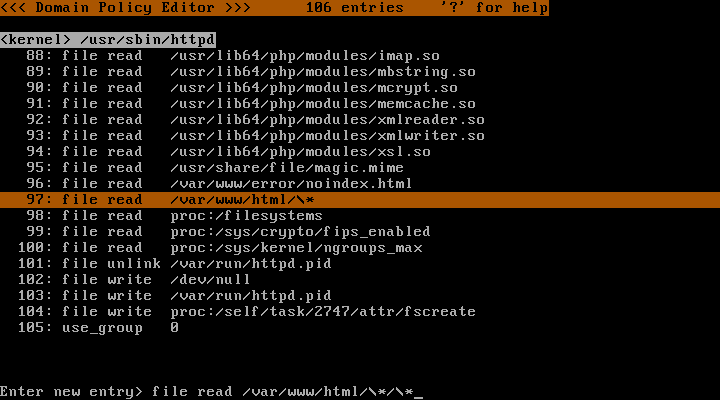 <<< Domain Policy Editor >>>      106 entries    '?' for help
<kernel> /usr/sbin/httpd
88: file read   /usr/lib64/php/modules/imap.so
89: file read   /usr/lib64/php/modules/mbstring.so
90: file read   /usr/lib64/php/modules/mcrypt.so
91: file read   /usr/lib64/php/modules/memcache.so
92: file read   /usr/lib64/php/modules/xmlreader.so
93: file read   /usr/lib64/php/modules/xmlwriter.so
94: file read   /usr/lib64/php/modules/xsl.so
95: file read   /usr/share/file/magic.mime
96: file read   /var/www/error/noindex.html
97: file read   /var/www/html/\*
98: file read   proc:/filesystems
99: file read   proc:/sys/crypto/fips_enabled
100: file read   proc:/sys/kernel/ngroups_max
101: file unlink /var/run/httpd.pid
102: file write  /dev/null
103: file write  /var/run/httpd.pid
104: file write  proc:/self/task/2747/attr/fscreate
105: use_group   0
Enter new entry> file read /var/www/html/\*/\*_